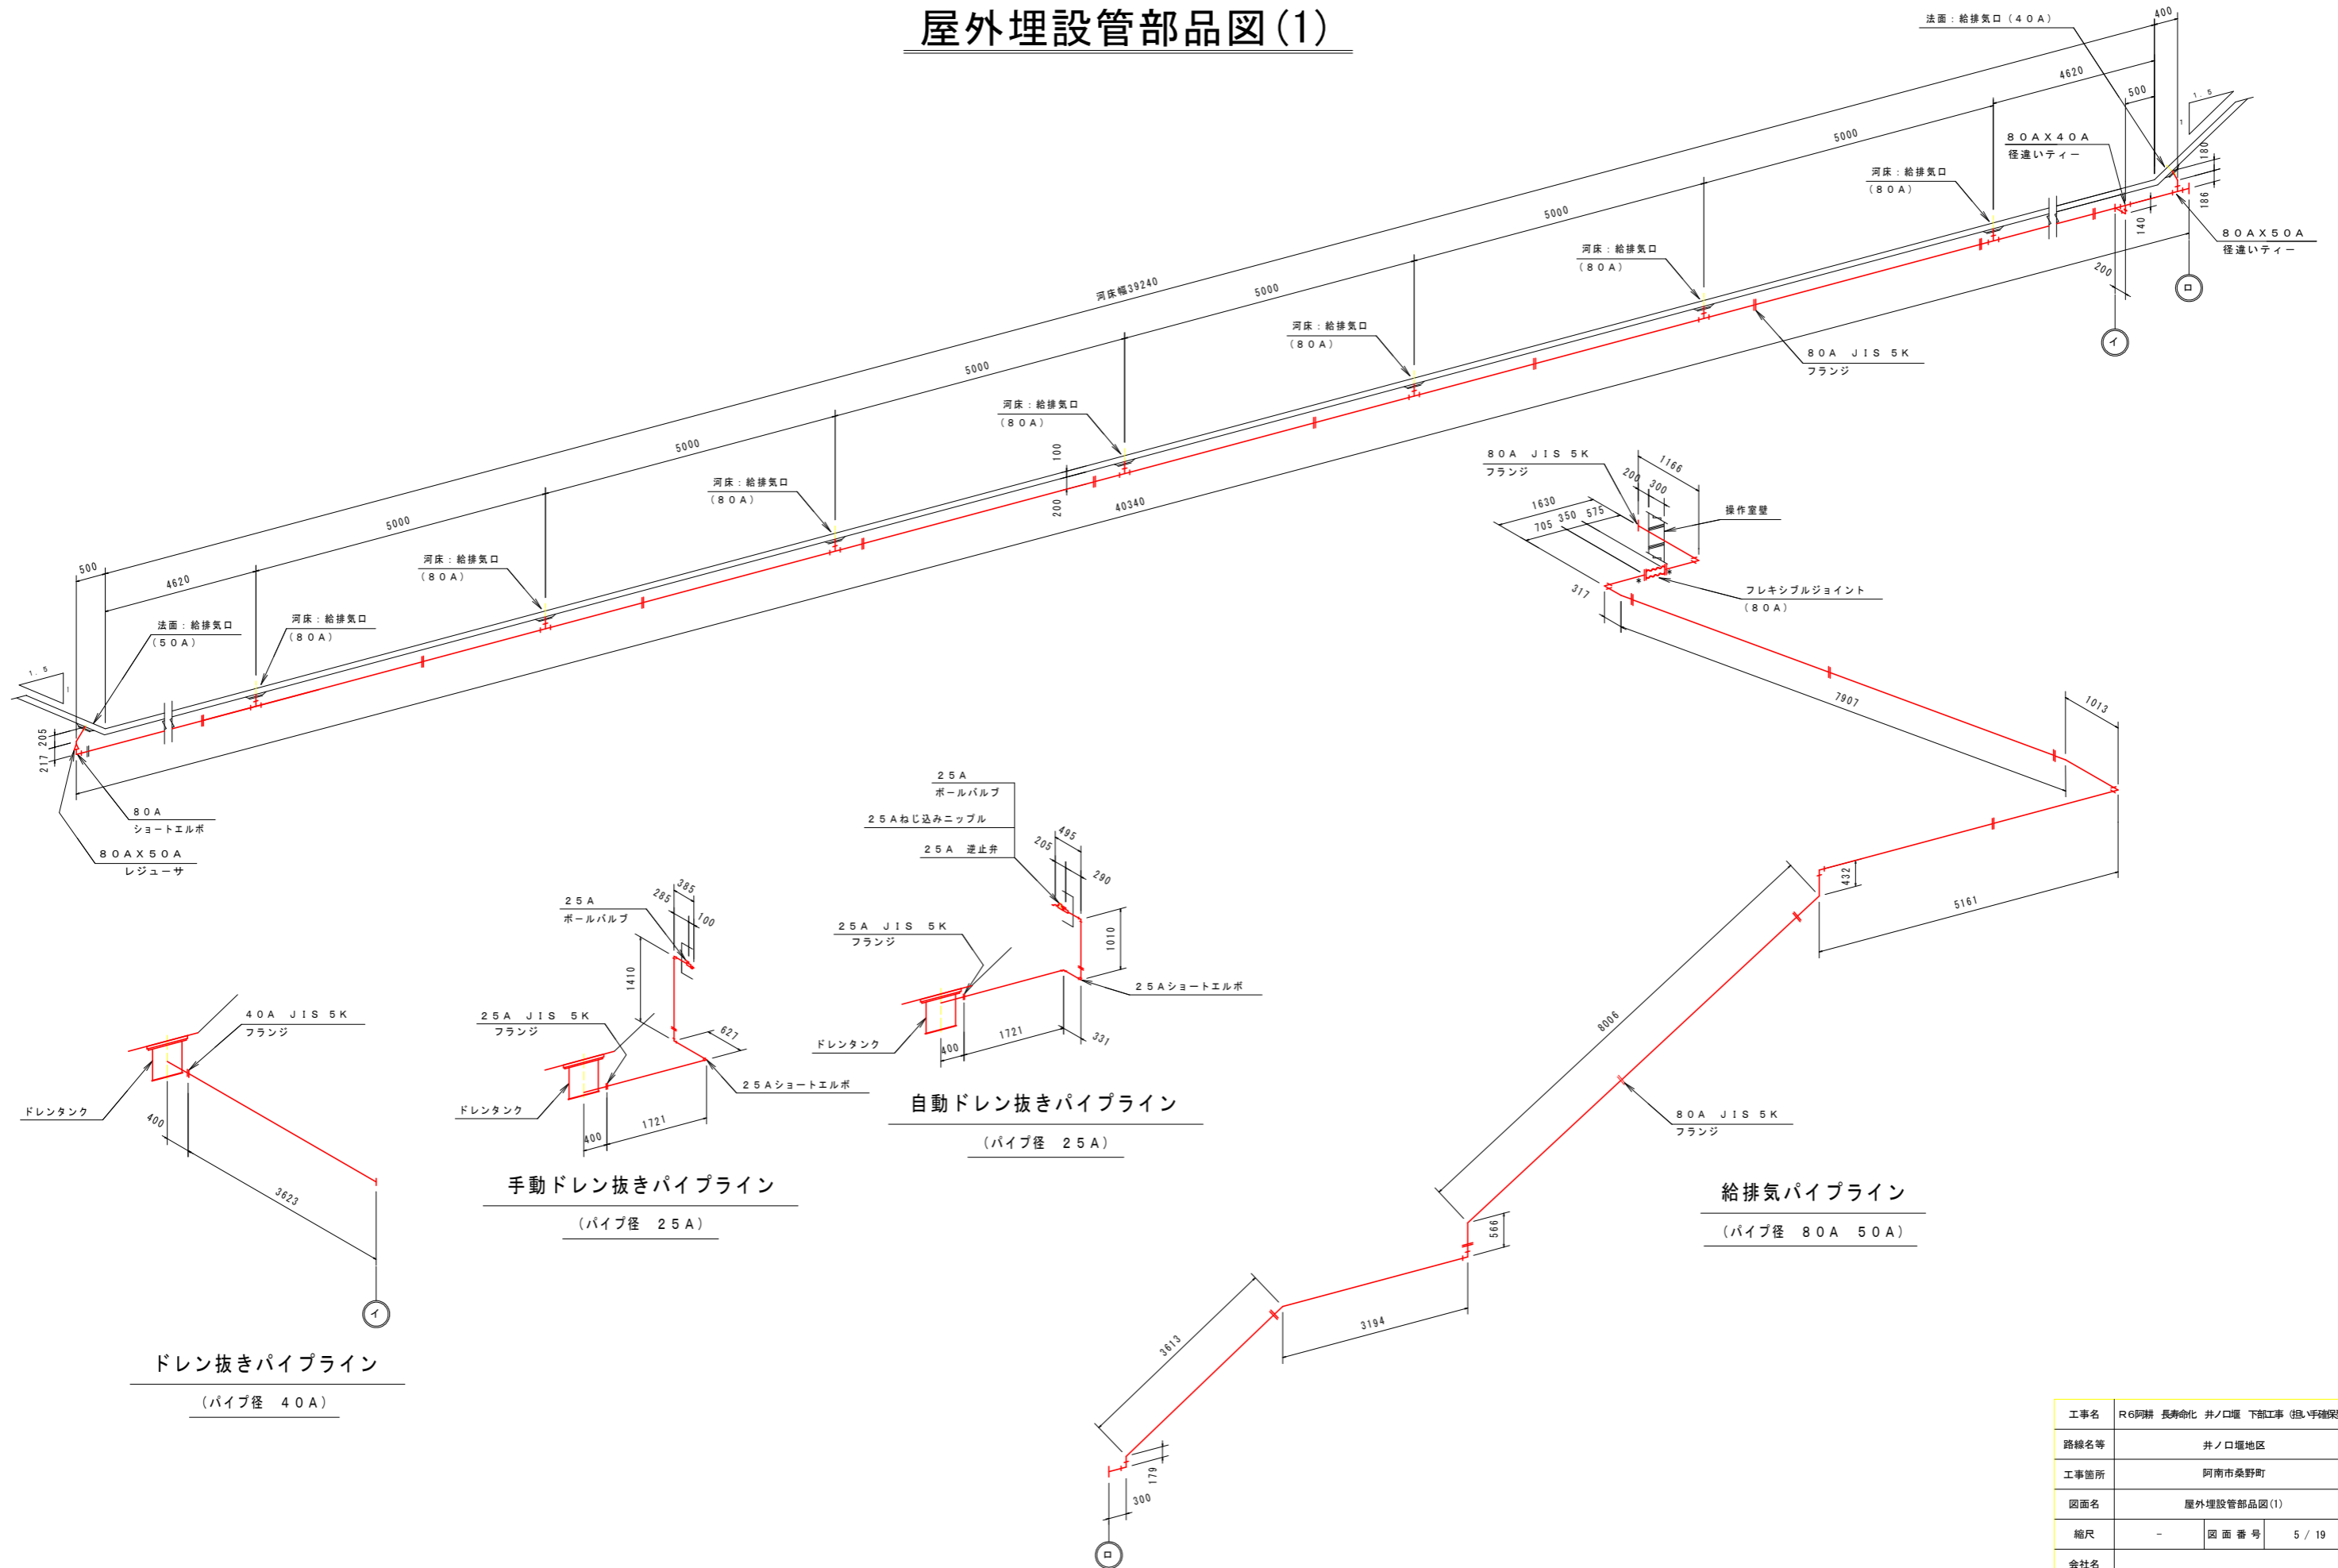 屋外埋設管部品図(1)
法面：給排気口（４０Ａ）
400
4620
500
1．5
1
5000
８０ＡＸ４０Ａ
径違いティー
河床：給排気口
（８０Ａ）
180
186
140
８０ＡＸ５０Ａ
径違いティー
200
ロ
イ
5000
河床：給排気口
（８０Ａ）
5000
河床：給排気口
（８０Ａ）
河床幅39240
８０Ａ　ＪＩＳ　５Ｋ
フランジ
5000
河床：給排気口
（８０Ａ）
100
200
40340
5000
河床：給排気口
（８０Ａ）
5000
河床：給排気口
（８０Ａ）
500
4620
法面：給排気口
（５０Ａ）
河床：給排気口
（８０Ａ）
1．5
1
205
217
８０Ａ
ショートエルボ
８０ＡＸ５０Ａ
レジューサ
８０Ａ　ＪＩＳ　５Ｋ
フランジ
1166
200
300
1630
705
350
575
操作室壁
*
*
フレキシブルジョイント
（８０Ａ）
317
7907
1013
432
5161
8006
８０Ａ　ＪＩＳ　５Ｋ
フランジ
566
3194
3613
179
300
ロ
給排気パイプライン
（パイプ径　８０Ａ　５０Ａ）
２５Ａ
ボールバルブ
２５Ａねじ込みニップル
２５Ａ　逆止弁
495
205
290
２５Ａ　ＪＩＳ　５Ｋ
フランジ
1010
２５Ａショートエルボ
ドレンタンク
400
1721
331
自動ドレン抜きパイプライン
（パイプ径　２５Ａ）
２５Ａ
ボールバルブ
385
285
100
1410
２５Ａ　ＪＩＳ　５Ｋ
フランジ
627
２５Ａショートエルボ
ドレンタンク
400
1721
手動ドレン抜きパイプライン
（パイプ径　２５Ａ）
４０Ａ　ＪＩＳ　５Ｋ
フランジ
ドレンタンク
400
3623
イ
ドレン抜きパイプライン
（パイプ径　４０Ａ）
工事名　Ｒ６阿耕　長寿命化　井ノ口堰　下部工事（担い手確保
路線名等　井ノ口堰地区
工事箇所　阿南市桑野町
図面名　屋外埋設管部品図(1)
縮尺　-　図面番号　5 / 19
会社名